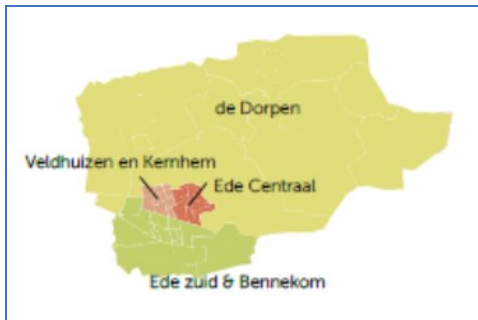 de Dorpen
Veldhuizen en Kernhem
Ede Centraal
Ede zuid & Bennekom